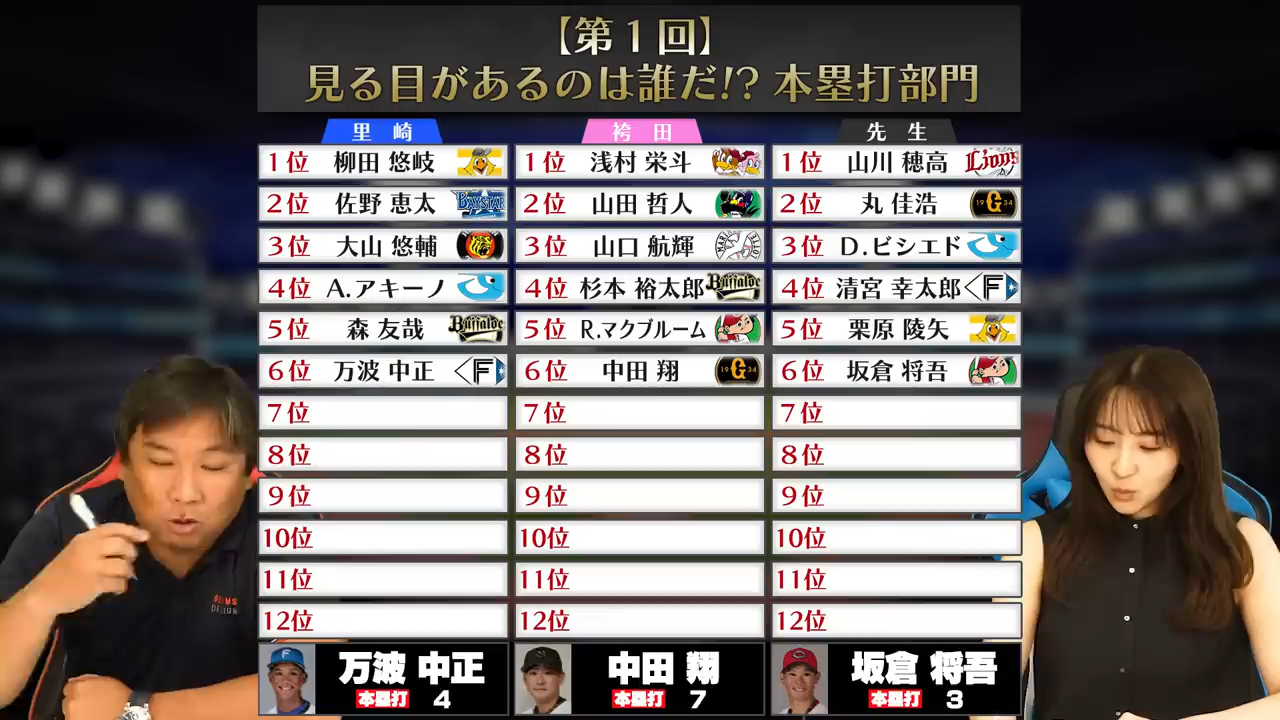 【第1回】
見る目があるのは誰だ!? 本塁打部門
里崎 袴田 先生
1位 柳田 悠岐 1位 浅村 栄斗 1位 山川 穂高 Lions
2位 佐野 恵太 BAYSTARS 2位 山田 哲人 2位 丸 佳浩 19 G 34
3位 大山 悠輔 3位 山口 航輝 3位 D.ビシエド
4位 A.アキーノ 4位 杉本 裕太郎 Buffaloes 4位 清宮 幸太郎 F
5位 森 友哉 Buffaloes 5位 R.マクブルーム 5位 栗原 陵矢
6位 万波 中正 F 6位 中田 翔 19 G 34 6位 坂倉 将吾
7位 7位 7位
8位 8位 8位
9位 9位 9位
10位 10位 10位
11位 11位 11位
12位 12位 12位
万波 中正 中田 翔 坂倉 将吾
本塁打 4 本塁打 7 本塁打 3